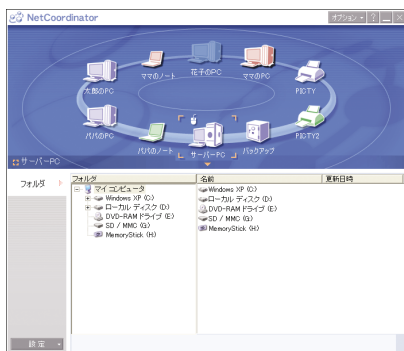 NetCoordinator
オプション ?
ママのノート 花子のPC ママのPC
太郎のPC PICTY
パパのPC PICTY2
パパのノート サーバーPC バックアップ
サーバーPC
フォルダ
フォルダ 名前 更新日時
マイ コンピュータ
Windows XP (C:) Windows XP (C:)
ローカル ディスク (D:) ローカル ディスク (D:)
DVD-RAM ドライブ (E:) DVD-RAM ドライブ (E:)
SD / MMC (G:) SD / MMC (G:)
MemoryStick (H:) MemoryStick (H:)
設定